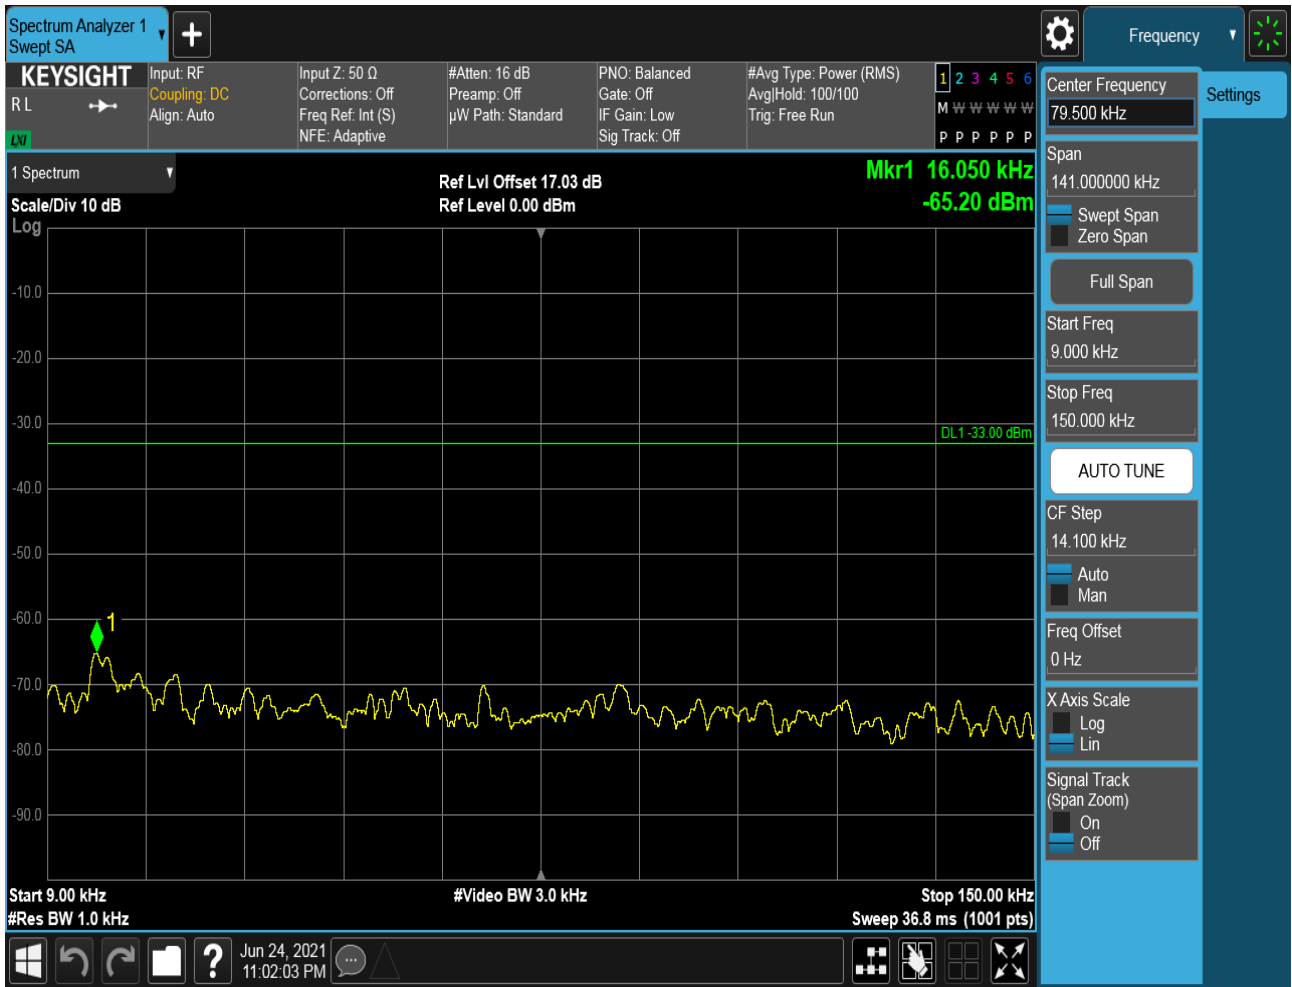 Spectrum Analyzer 1
Swept SA
Frequency
KEYSIGHT
R L
LXI
Input: RF
Coupling: DC
Align: Auto
Input Z: 50 Ω
Corrections: Off
Freq Ref: Int (S)
NFE: Adaptive
#Atten: 16 dB
Preamp: Off
µW Path: Standard
PNO: Balanced
Gate: Off
IF Gain: Low
Sig Track: Off
#Avg Type: Power (RMS)
Avg|Hold: 100/100
Trig: Free Run
1 2 3 4 5 6
M W W W W W
P P P P P P
1 Spectrum
Scale/Div 10 dB
Log
Ref Lvl Offset 17.03 dB
Ref Level 0.00 dBm
Mkr1 16.050 kHz
-65.20 dBm
-10.0
-20.0
-30.0
DL1 -33.00 dBm
-40.0
-50.0
-60.0
1
-70.0
-80.0
-90.0
Start 9.00 kHz
#Res BW 1.0 kHz
#Video BW 3.0 kHz
Stop 150.00 kHz
Sweep 36.8 ms (1001 pts)
Center Frequency
79.500 kHz
Settings
Span
141.000000 kHz
Swept Span
Zero Span
Full Span
Start Freq
9.000 kHz
Stop Freq
150.000 kHz
AUTO TUNE
CF Step
14.100 kHz
Auto
Man
Freq Offset
0 Hz
X Axis Scale
Log
Lin
Signal Track
(Span Zoom)
On
Off
?
Jun 24, 2021
11:02:03 PM